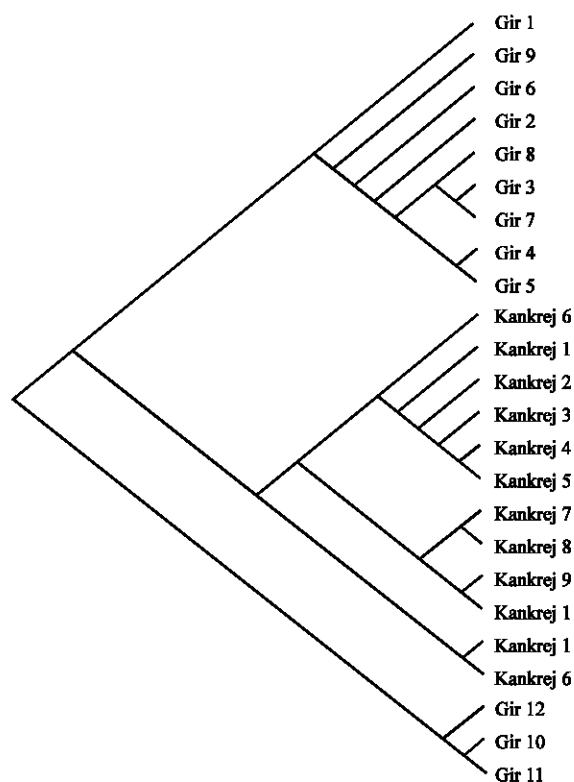 Gir 1
Gir 9
Gir 6
Gir 2
Gir 8
Gir 3
Gir 7
Gir 4
Gir 5
Kankrej 6
Kankrej 1
Kankrej 2
Kankrej 3
Kankrej 4
Kankrej 5
Kankrej 7
Kankrej 8
Kankrej 9
Kankrej 1
Kankrej 1
Kankrej 6
Gir 12
Gir 10
Gir 11